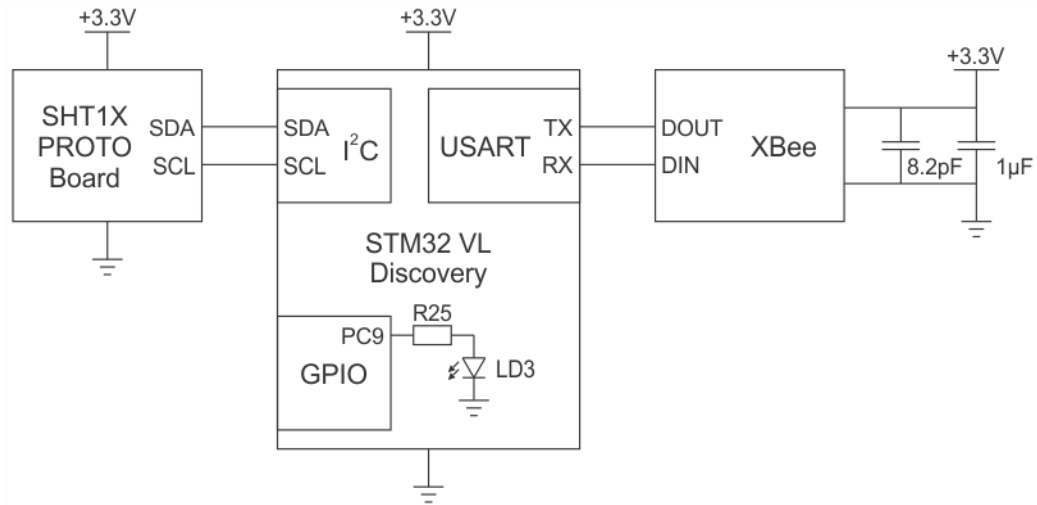 +3.3V
+3.3V
+3.3V
SHT1X
PROTO
Board
SDA
SCL
SDA
SCL
I²C
USART
TX
RX
DOUT
DIN
XBee
8.2pF
1µF
STM32 VL
Discovery
GPIO
PC9
R25
LD3